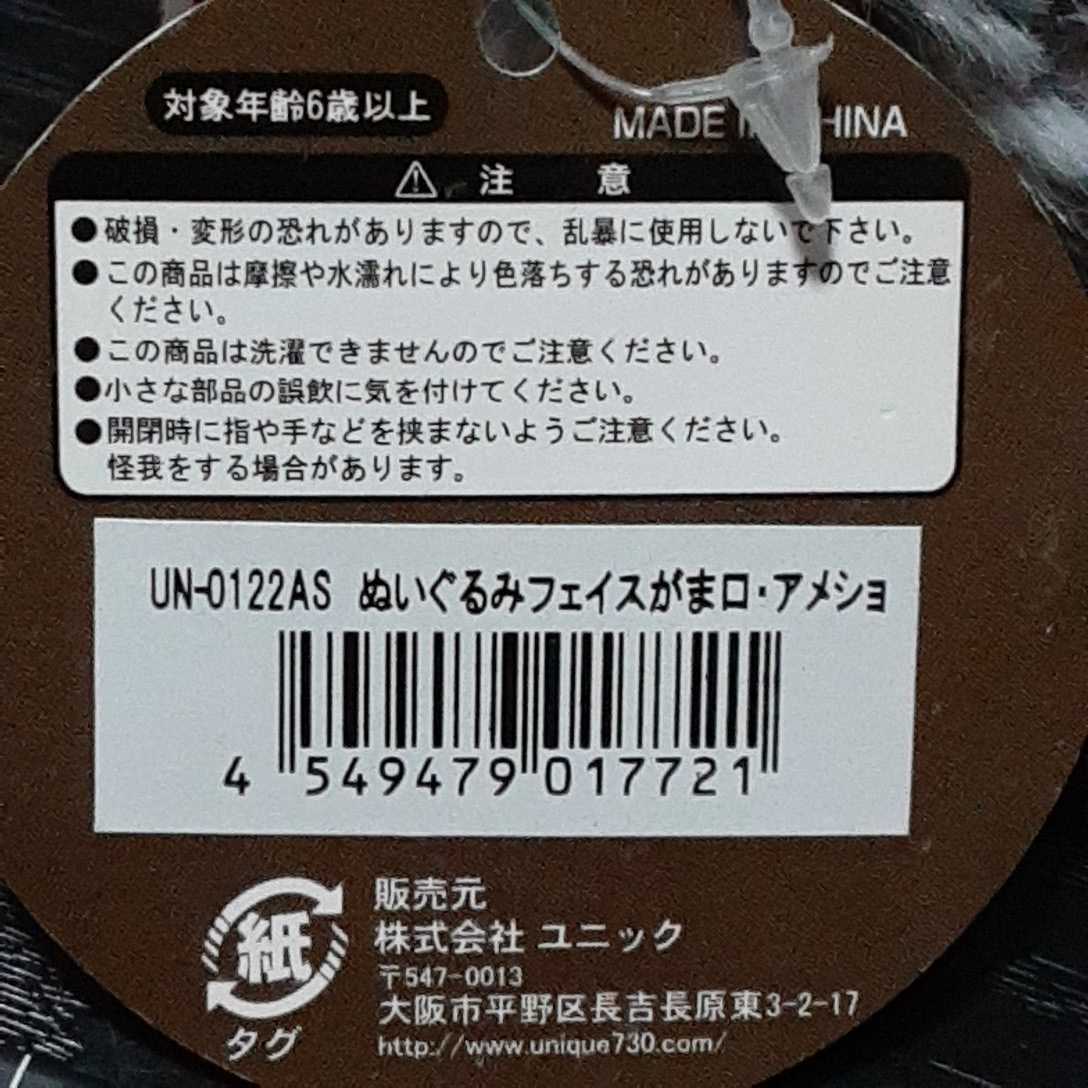 対象年齢6歳以上
MADE IN CHINA
⚠ 注 意
●破損・変形の恐れがありますので、乱暴に使用しないで下さい。
●この商品は摩擦や水濡れにより色落ちする恐れがありますのでご注意
ください。
●この商品は洗濯できませんのでご注意ください。
●小さな部品の誤飲に気を付けてください。
●開閉時に指や手などを挟まないようご注意ください。
怪我をする場合があります。
UN-0122AS ぬいぐるみフェイスがま口・アメショ
4 549479 017721
紙
タグ
販売元
株式会社 ユニック
〒547-0013
大阪市平野区長吉長原東3-2-17
http://www.unique730.com/